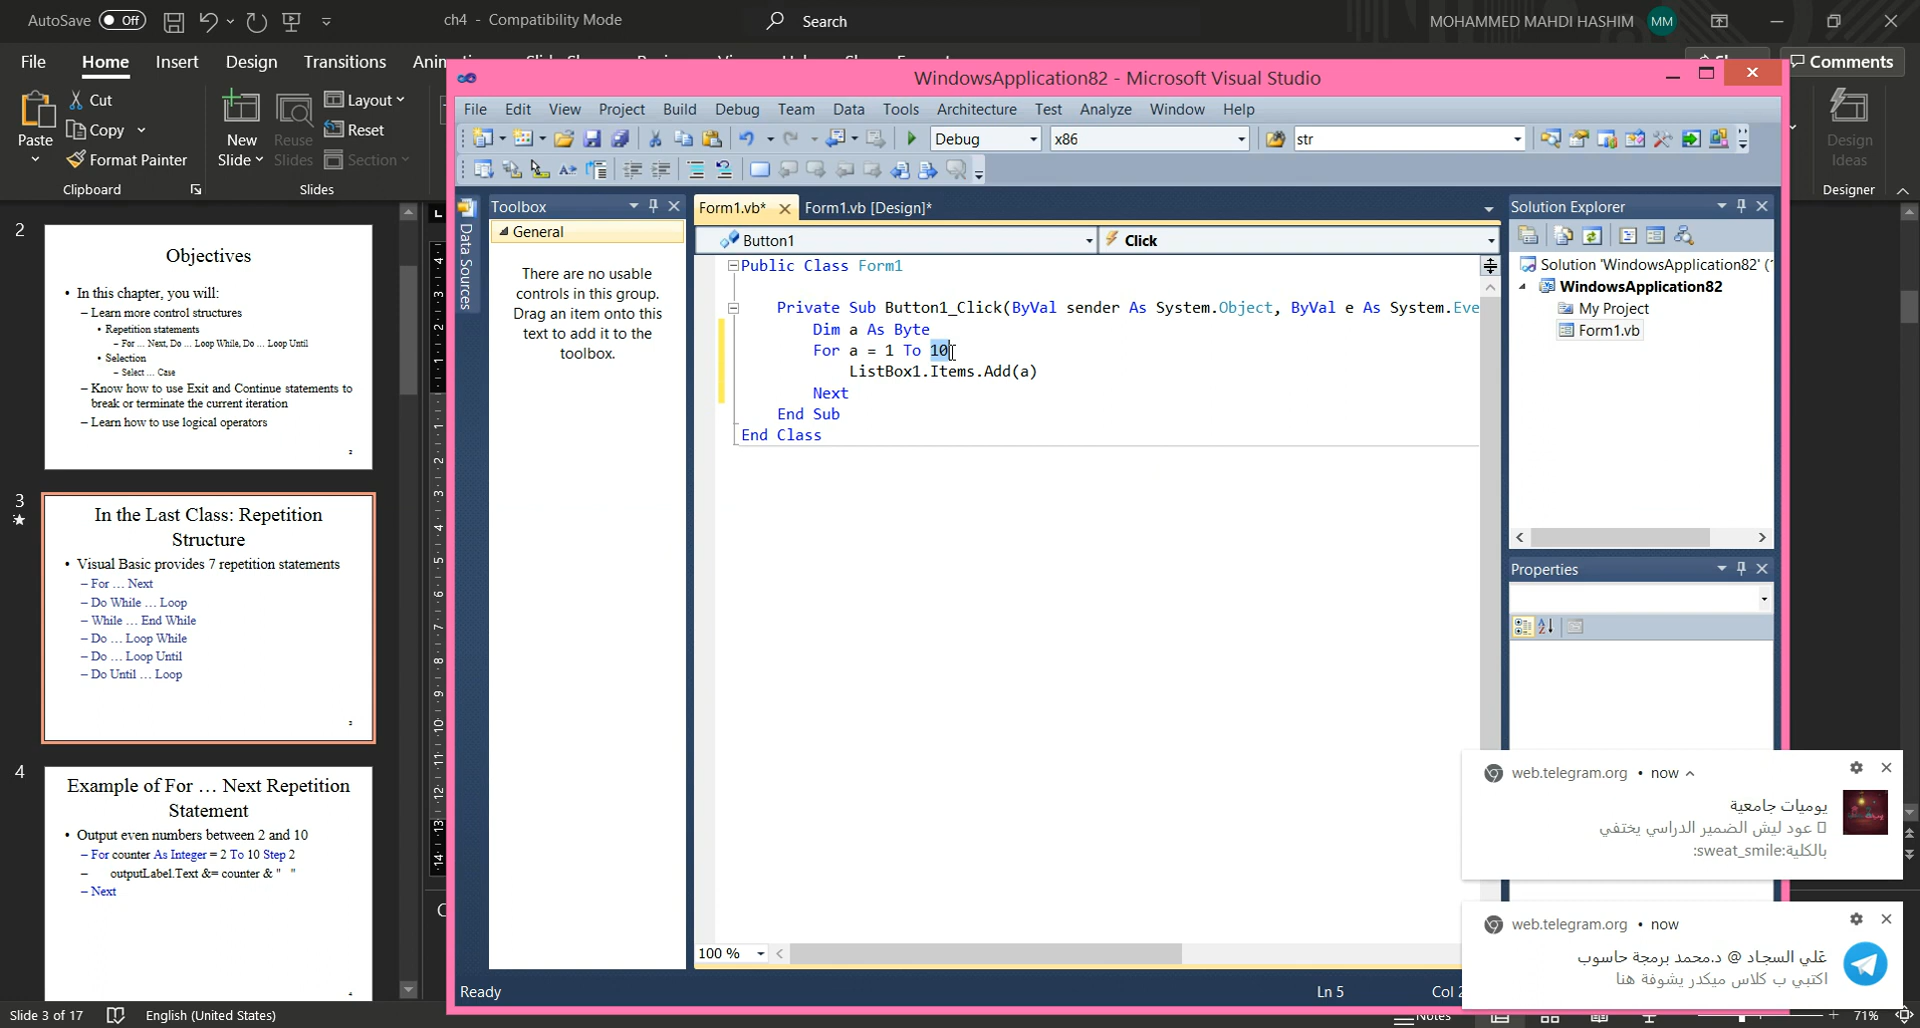 AutoSave Off
ch4 - Compatibility Mode
Search
MOHAMMED MAHDI HASHIM MM
File Home Insert Design Transitions
Comments
Paste
Cut
Copy
Format Painter
Clipboard
New Slide
Reuse Slides
Layout
Reset
Section
Slides
Design Ideas
Designer
2
Objectives
• In this chapter, you will:
– Learn more control structures
• Repetition statements
– For … Next, Do … Loop While, Do … Loop Until
• Selection
– Select … Case
– Know how to use Exit and Continue statements to
break or terminate the current iteration
– Learn how to use logical operators
2
3
In the Last Class: Repetition
Structure
• Visual Basic provides 7 repetition statements
– For … Next
– Do While … Loop
– While … End While
– Do … Loop While
– Do … Loop Until
– Do Until … Loop
3
4
Example of For … Next Repetition
Statement
• Output even numbers between 2 and 10
– For counter As Integer = 2 To 10 Step 2
– outputLabel.Text &= counter & " "
– Next
4
Slide 3 of 17 English (United States)
Notes
71%
WindowsApplication82 - Microsoft Visual Studio
File Edit View Project Build Debug Team Data Tools Architecture Test Analyze Window Help
Debug x86 str
Data Sources
Toolbox
General
There are no usable
controls in this group.
Drag an item onto this
text to add it to the
toolbox.
Form1.vb* Form1.vb [Design]*
Button1 Click
Public Class Form1
Private Sub Button1_Click(ByVal sender As System.Object, ByVal e As System.Eve
Dim a As Byte
For a = 1 To 10
ListBox1.Items.Add(a)
Next
End Sub
End Class
100 %
Ready Ln 5
Solution Explorer
Solution 'WindowsApplication82' (
WindowsApplication82
My Project
Form1.vb
Properties
web.telegram.org • now
يوميات جامعية
عود ليش الضمير الدراسي يختفي
بالكلية:sweat_smile:
web.telegram.org • now
علي السجاد @ د.محمد برمجة حاسوب
اكتبي ب كلاس ميكدر يشوفة هنا